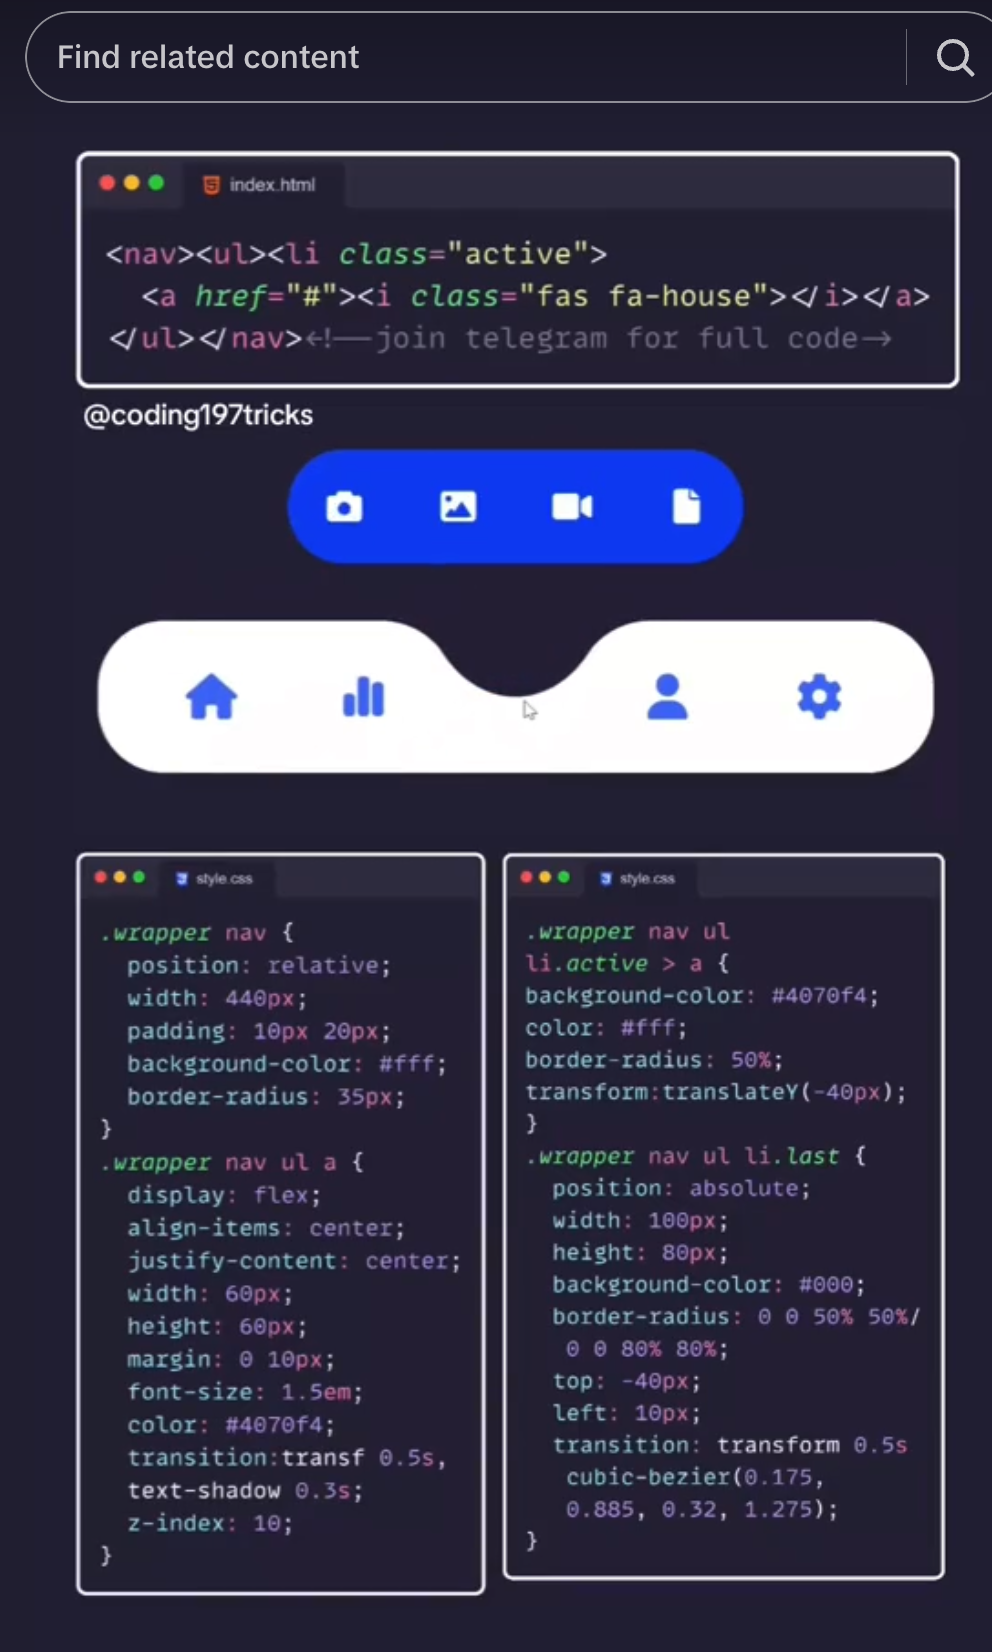 Find related content
index.html
<nav><ul><li class="active">
<a href="#"><i class="fas fa-house"></i></a>
</ul></nav><!--join telegram for full code-->
@coding197tricks
style.css
.wrapper nav {
position: relative;
width: 440px;
padding: 10px 20px;
background-color: #fff;
border-radius: 35px;
}
.wrapper nav ul a {
display: flex;
align-items: center;
justify-content: center;
width: 60px;
height: 60px;
margin: 0 10px;
font-size: 1.5em;
color: #4070f4;
transition:transf 0.5s,
text-shadow 0.3s;
z-index: 10;
}
style.css
.wrapper nav ul
li.active > a {
background-color: #4070f4;
color: #fff;
border-radius: 50%;
transform:translateY(-40px);
}
.wrapper nav ul li.last {
position: absolute;
width: 100px;
height: 80px;
background-color: #000;
border-radius: 0 0 50% 50%/
0 0 80% 80%;
top: -40px;
left: 10px;
transition: transform 0.5s
cubic-bezier(0.175,
0.885, 0.32, 1.275);
}